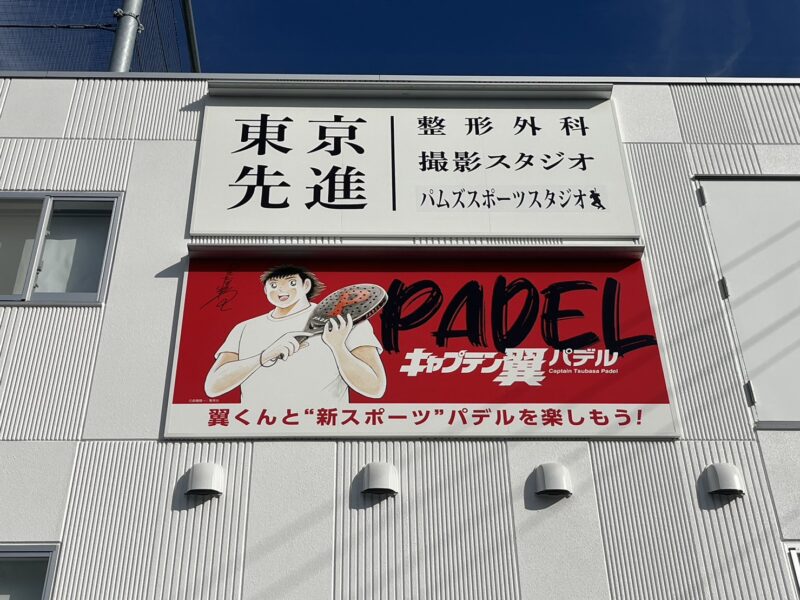 東京
先進
整形外科
撮影スタジオ
パムズスポーツスタジオ
PADEL
キャプテン翼 パデル
Captain Tsubasa Padel
翼くんと“新スポーツ”パデルを楽しもう!